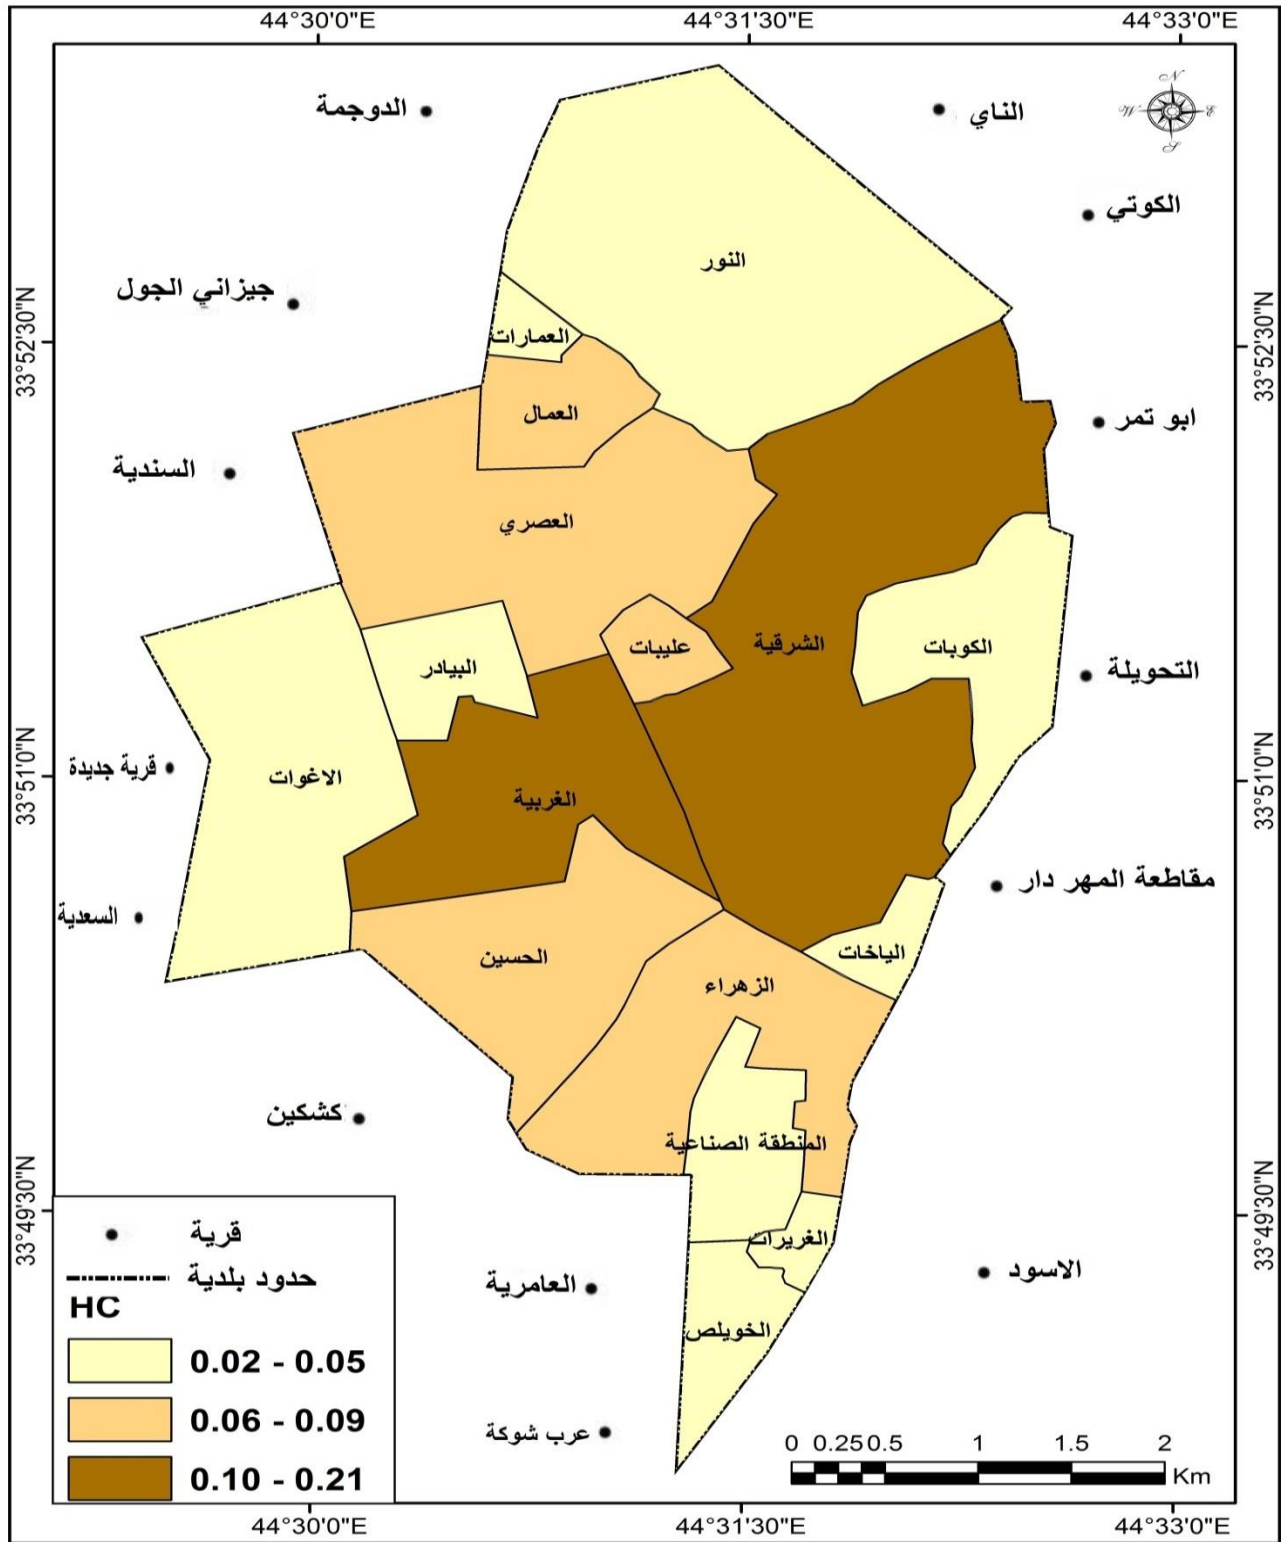 44°30'0"E
44°31'30"E
44°33'0"E
N
W
E
S
الدوجمة
الناي
الكوتي
النور
جيزاني الجول
33°52'30"N
33°52'30"N
العمارات
العمال
ابو تمر
السندية
العصري
الشرقية
عليبات
الكوبات
البيادر
التحويلة
قرية جديدة
الاغوات
الغربية
33°51'0"N
33°51'0"N
مقاطعة المهر دار
السعدية
الحسين
الياخات
الزهراء
كشكين
المنطقة الصناعية
33°49'30"N
33°49'30"N
الغريرات
الاسود
العامرية
الخويلص
عرب شوكة
قرية
حدود بلدية
HC
0.02 - 0.05
0.06 - 0.09
0.10 - 0.21
0 0.25 0.5 1 1.5 2
Km
44°30'0"E
44°31'30"E
44°33'0"E